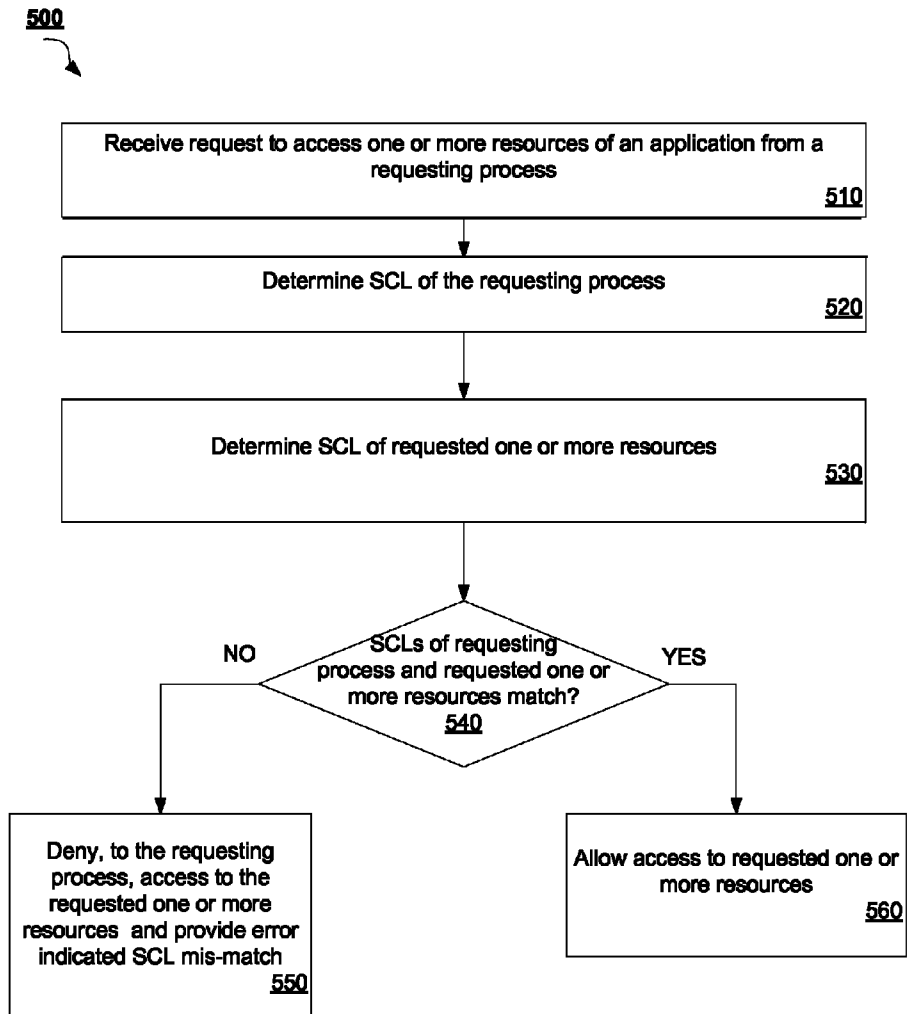 500
Receive request to access one or more resources of an application from a
requesting process
510
Determine SCL of the requesting process
520
Determine SCL of requested one or more resources
530
SCLs of requesting
process and requested one or
more resources match?
540
NO
YES
Deny, to the requesting
process, access to the
requested one or more
resources and provide error
indicated SCL mis-match
550
Allow access to requested one or
more resources
560